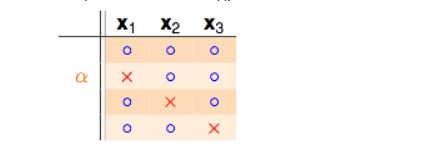 x₁ x₂ x₃
○ ○ ○
α × ○ ○
○ × ○
○ ○ ×